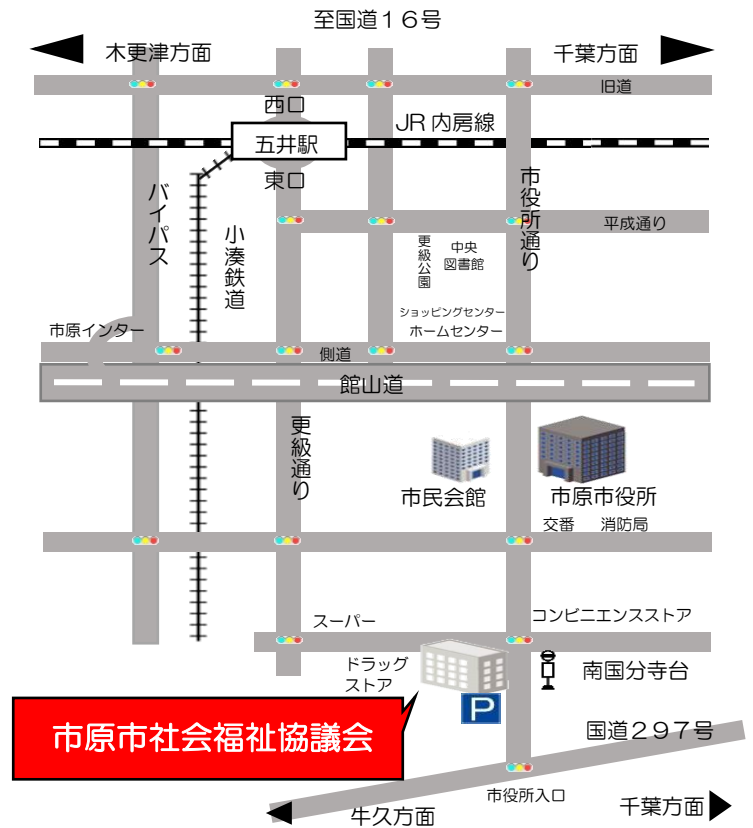 至国道１６号
木更津方面
千葉方面
旧道
西口
JR 内房線
五井駅
東口
バイパス
小湊鉄道
市役所通り
平成通り
更級公園
中央
図書館
ショッピングセンター
ホームセンター
市原インター
側道
館山道
更級通り
市民会館
市原市役所
交番
消防局
スーパー
コンビニエンスストア
ドラッグ
ストア
南国分寺台
P
市原市社会福祉協議会
国道２９７号
市役所入口
牛久方面
千葉方面